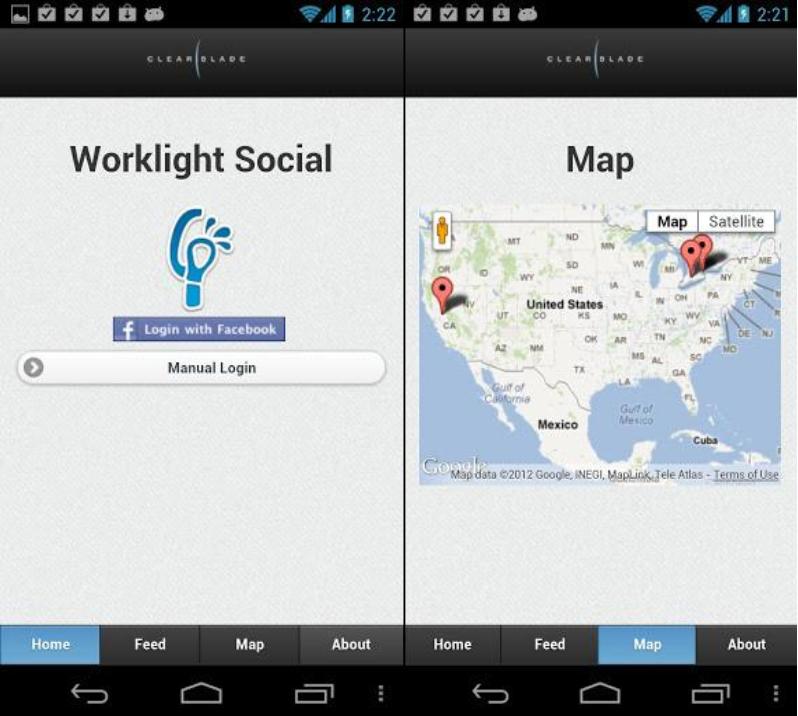 2:22
CLEAR BLADE
Worklight Social
f Login with Facebook
Manual Login
Home Feed Map About
2:21
CLEAR BLADE
Map
Map Satellite
MT ND MN
OR ID WY SD WI MI VT ME
NY
NV UT CO NE IA IL IN OH PA CT
United States
CA KS MO KY WV VA DE NJ
AZ NM OK AR TN NC MD
TX MS AL SC
LA GA
FL
Gulf of
California
Gulf of
Mexico
Mexico
Cuba
Google
Map data ©2012 Google, INEGI, MapLink, Tele Atlas - Terms of Use
Home Feed Map About